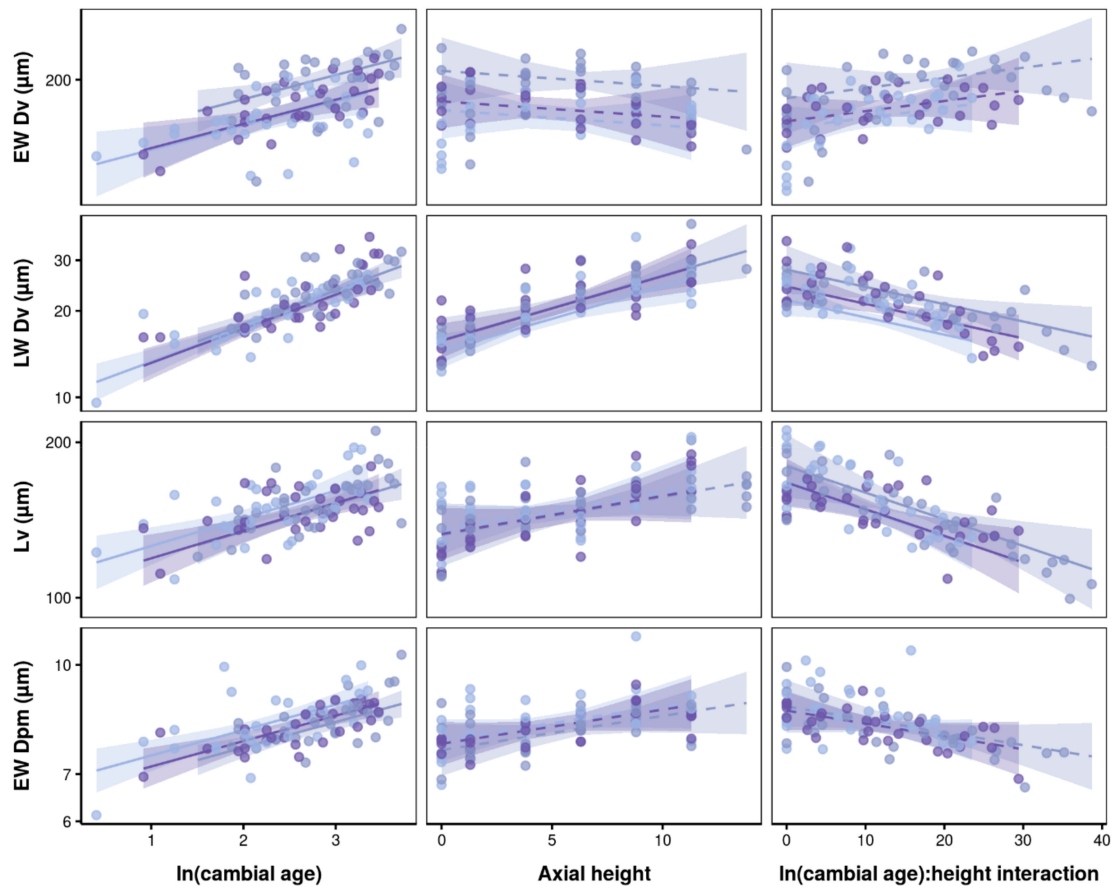 EW Dv (µm)
200
LW Dv (µm)
30
20
10
Lv (µm)
200
100
EW Dpm (µm)
10
7
6
1 2 3 0 5 10 0 10 20 30 40
ln(cambial age) Axial height ln(cambial age):height interaction